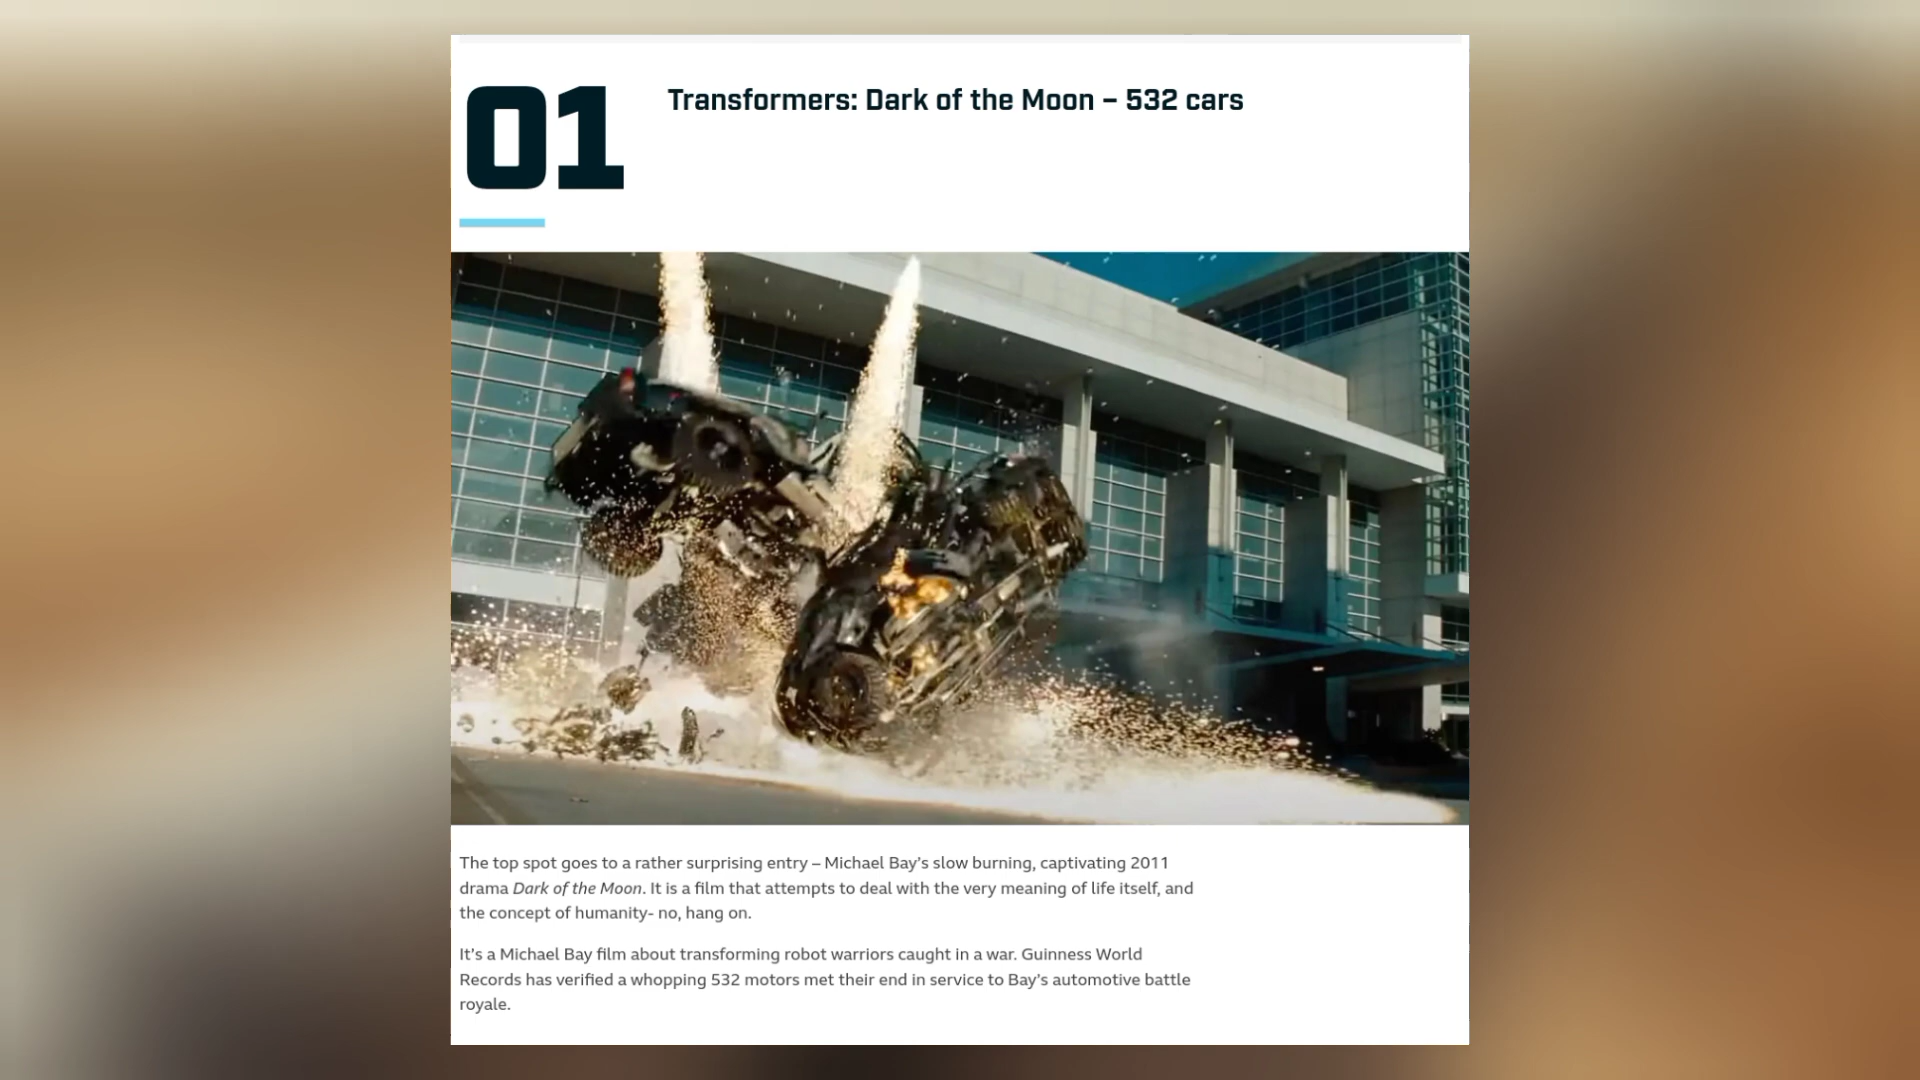 01
Transformers: Dark of the Moon – 532 cars
The top spot goes to a rather surprising entry – Michael Bay’s slow burning, captivating 2011
drama Dark of the Moon. It is a film that attempts to deal with the very meaning of life itself, and
the concept of humanity- no, hang on.
It’s a Michael Bay film about transforming robot warriors caught in a war. Guinness World
Records has verified a whopping 532 motors met their end in service to Bay’s automotive battle
royale.